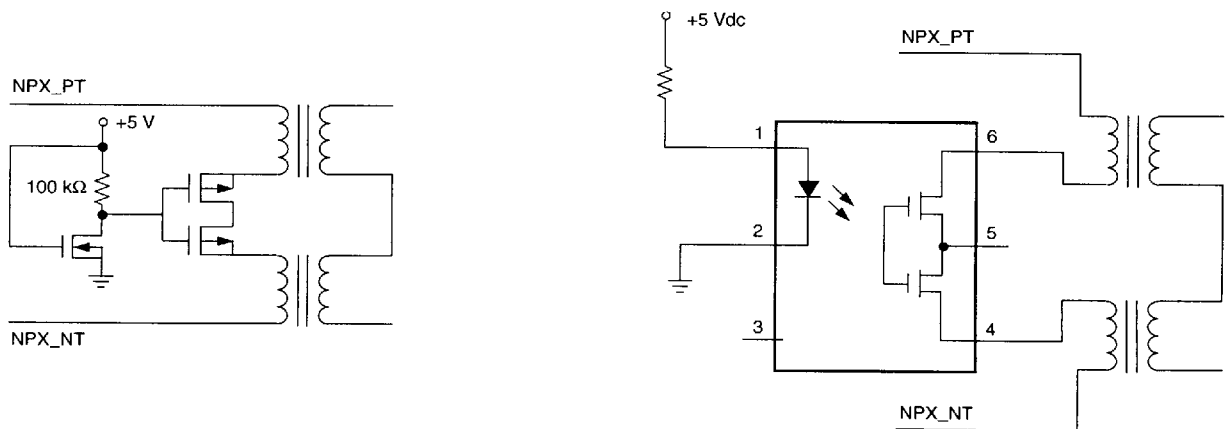 NPX_PT
+5 V
100 kΩ
NPX_NT
+5 Vdc
NPX_PT
1
6
2
5
3
4
NPX_NT